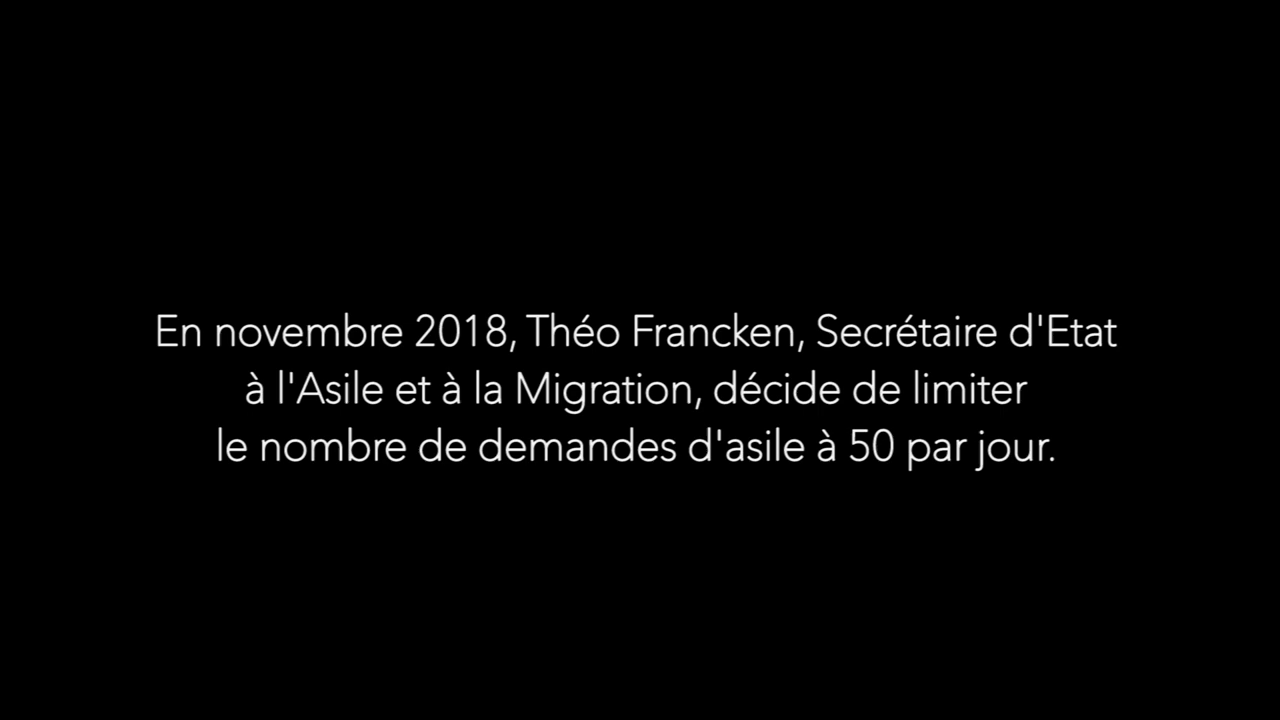 En novembre 2018, Théo Francken, Secrétaire d'Etat
à l'Asile et à la Migration, décide de limiter
le nombre de demandes d'asile à 50 par jour.